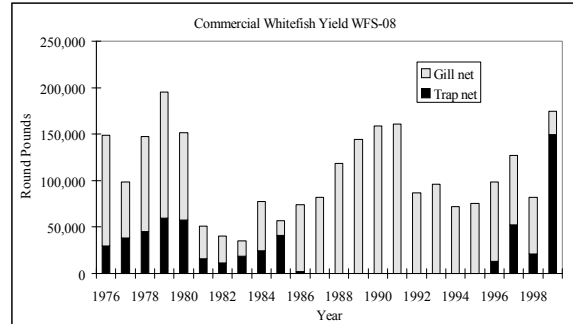 Commercial Whitefish Yield WFS-08
250,000
200,000
150,000
100,000
50,000
0
Round Pounds
Gill net
Trap net
1976 1978 1980 1982 1984 1986 1988 1990 1992 1994 1996 1998
Year